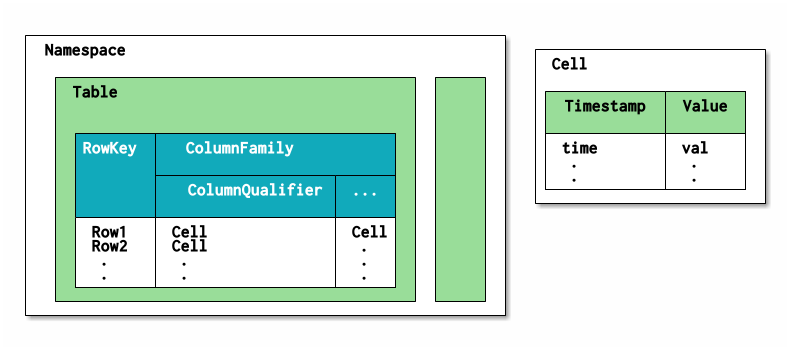 Namespace
Table
RowKey ColumnFamily
ColumnQualifier ...
Row1 Cell Cell
Row2 Cell .
. . .
. . .
Cell
Timestamp Value
time val
. .
. .